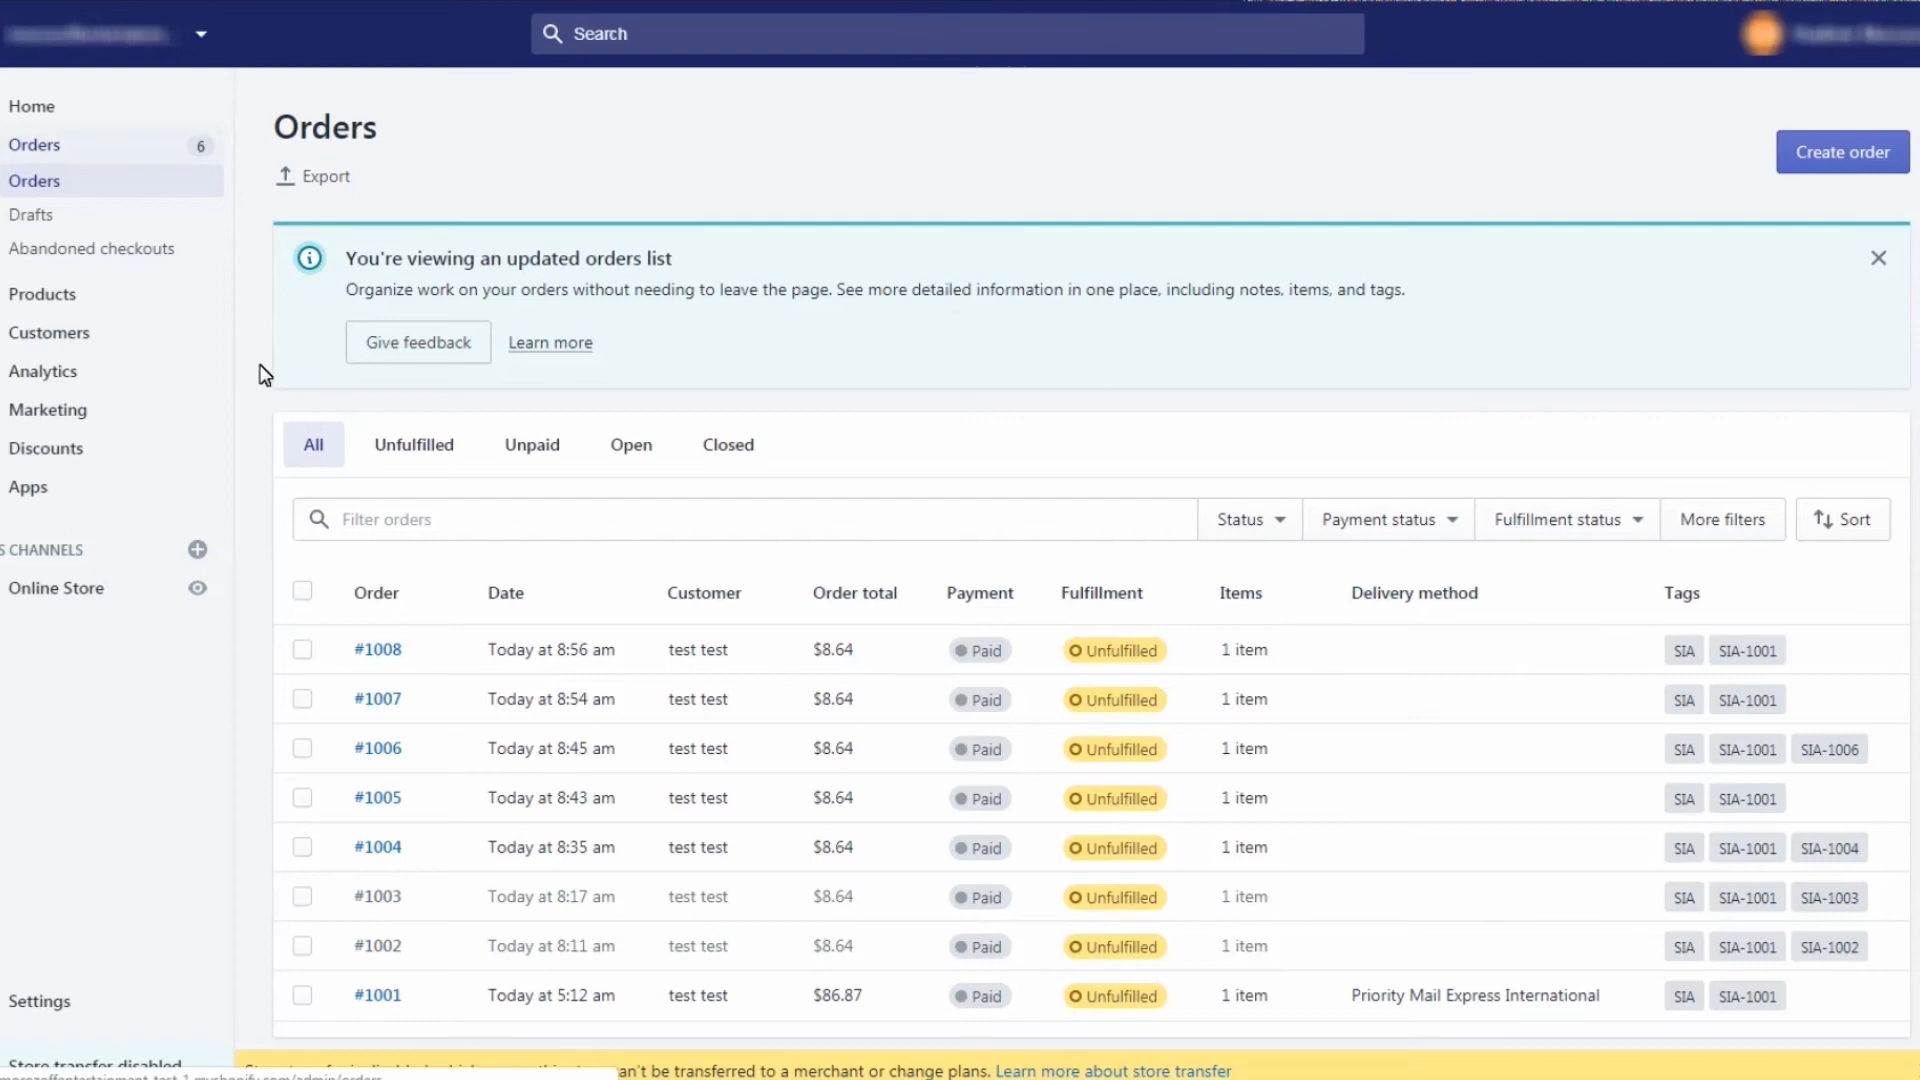 Search
Home
Orders 6
Orders
Drafts
Abandoned checkouts
Products
Customers
Analytics
Marketing
Discounts
Apps
S CHANNELS
Online Store
Settings
Store transfer disabled
Orders
Export
Create order
You're viewing an updated orders list
Organize work on your orders without needing to leave the page. See more detailed information in one place, including notes, items, and tags.
Give feedback Learn more
All Unfulfilled Unpaid Open Closed
Filter orders Status Payment status Fulfillment status More filters Sort
Order Date Customer Order total Payment Fulfillment Items Delivery method Tags
#1008 Today at 8:56 am test test $8.64 Paid Unfulfilled 1 item SIA SIA-1001
#1007 Today at 8:54 am test test $8.64 Paid Unfulfilled 1 item SIA SIA-1001
#1006 Today at 8:45 am test test $8.64 Paid Unfulfilled 1 item SIA SIA-1001 SIA-1006
#1005 Today at 8:43 am test test $8.64 Paid Unfulfilled 1 item SIA SIA-1001
#1004 Today at 8:35 am test test $8.64 Paid Unfulfilled 1 item SIA SIA-1001 SIA-1004
#1003 Today at 8:17 am test test $8.64 Paid Unfulfilled 1 item SIA SIA-1001 SIA-1003
#1002 Today at 8:11 am test test $8.64 Paid Unfulfilled 1 item SIA SIA-1001 SIA-1002
#1001 Today at 5:12 am test test $86.87 Paid Unfulfilled 1 item Priority Mail Express International SIA SIA-1001
an't be transferred to a merchant or change plans. Learn more about store transfer